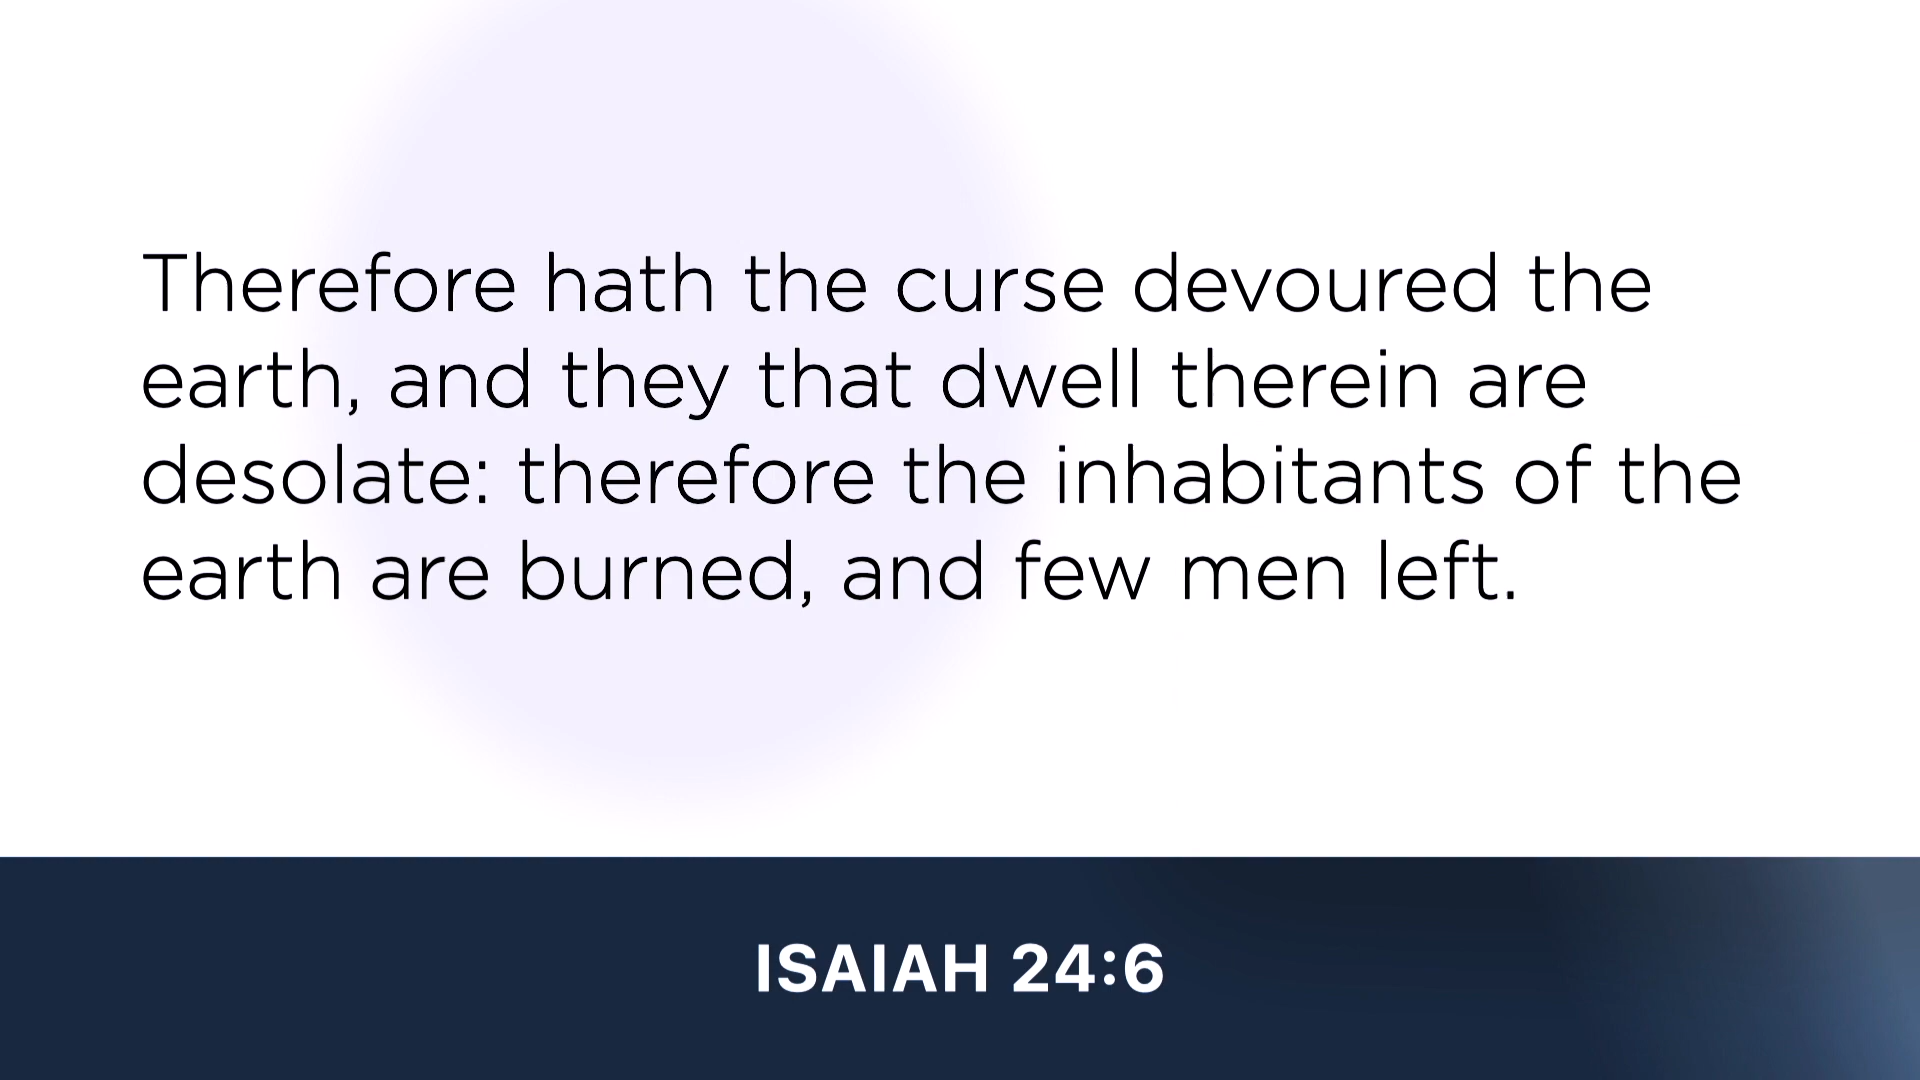 Therefore hath the curse devoured the
earth, and they that dwell therein are
desolate: therefore the inhabitants of the
earth are burned, and few men left.
ISAIAH 24:6